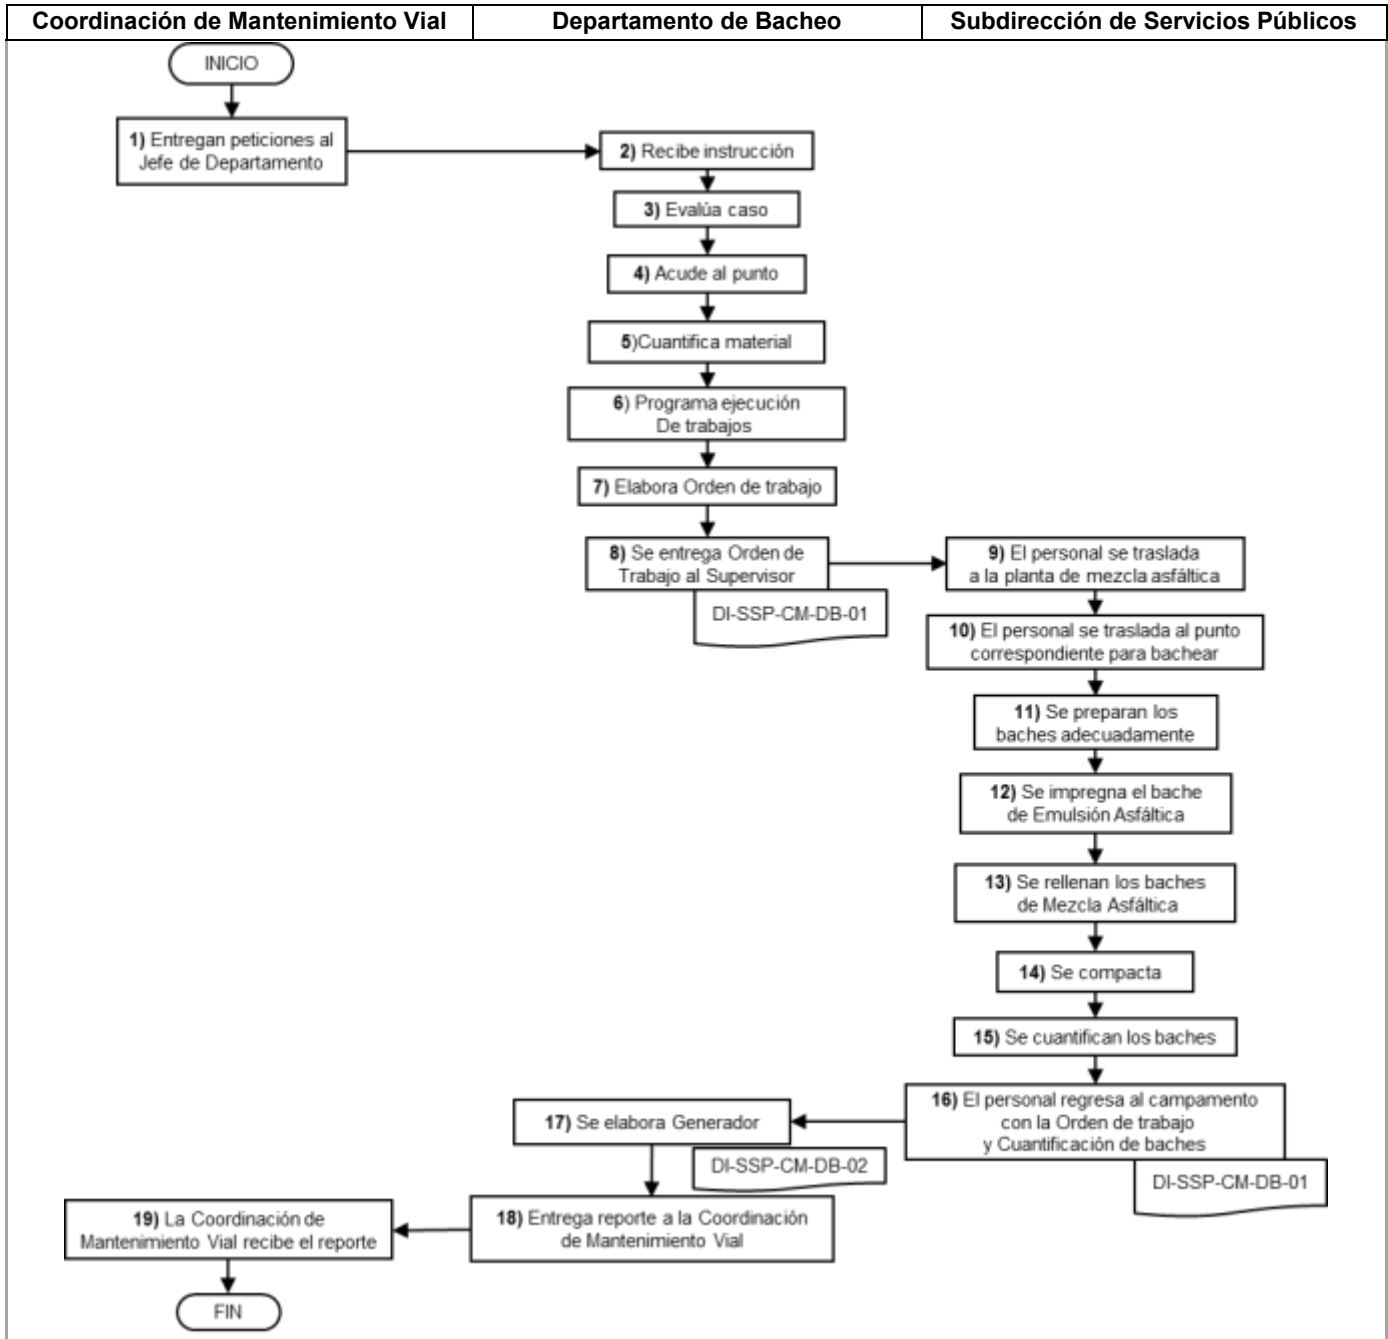 Coordinación de Mantenimiento Vial
Departamento de Bacheo
Subdirección de Servicios Públicos
INICIO
1) Entregan peticiones al
Jefe de Departamento
2) Recibe instrucción
3) Evalúa caso
4) Acude al punto
5)Cuantifica material
6) Programa ejecución
De trabajos
7) Elabora Orden de trabajo
8) Se entrega Orden de
Trabajo al Supervisor
DI-SSP-CM-DB-01
9) El personal se traslada
a la planta de mezcla asfáltica
10) El personal se traslada al punto
correspondiente para bachear
11) Se preparan los
baches adecuadamente
12) Se impregna el bache
de Emulsión Asfáltica
13) Se rellenan los baches
de Mezcla Asfáltica
14) Se compacta
15) Se cuantifican los baches
16) El personal regresa al campamento
con la Orden de trabajo
y Cuantificación de baches
DI-SSP-CM-DB-01
17) Se elabora Generador
DI-SSP-CM-DB-02
18) Entrega reporte a la Coordinación
de Mantenimiento Vial
19) La Coordinación de
Mantenimiento Vial recibe el reporte
FIN